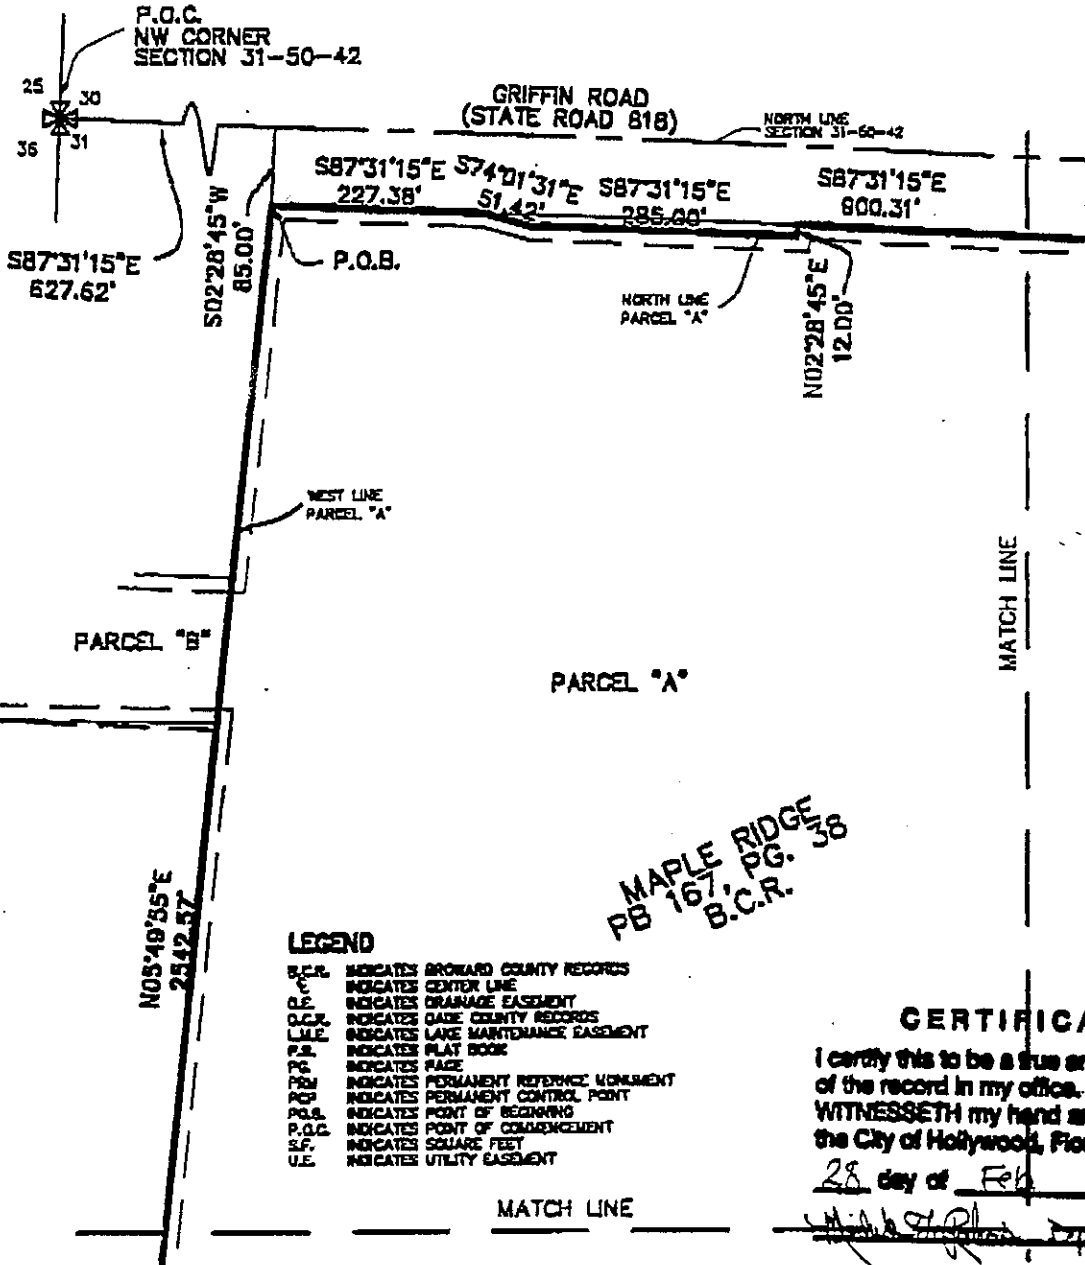 P.O.C.
NW CORNER
SECTION 31-50-42
25
30
36
31
GRIFFIN ROAD
(STATE ROAD 818)
NORTH LINE
SECTION 31-50-42
S87°31'15"E
227.38'
S74°01'31"E
51.42'
S87°31'15"E
285.00'
S87°31'15"E
800.31'
S87°31'15"E
627.62'
S02°28'45"W
85.00'
P.O.B.
NORTH LINE
PARCEL "A"
N02°28'45"E
12.00'
WEST LINE
PARCEL "A"
MATCH LINE
PARCEL "B"
PARCEL "A"
MAPLE RIDGE
PB 167, PG. 38
B.C.R.
N05°49'55"E
2542.57'
LEGEND
B.C.R. INDICATES BROWARD COUNTY RECORDS
INDICATES CENTER LINE
D.E. INDICATES DRAINAGE EASEMENT
D.C.R. INDICATES DADE COUNTY RECORDS
L.M.E. INDICATES LAKE MAINTENANCE EASEMENT
P.B. INDICATES PLAT BOOK
PG. INDICATES PAGE
PRM INDICATES PERMANENT REFERENCE MONUMENT
PCP INDICATES PERMANENT CONTROL POINT
P.O.B. INDICATES POINT OF BEGINNING
P.O.C. INDICATES POINT OF COMMENCEMENT
S.F. INDICATES SQUARE FEET
U.E. INDICATES UTILITY EASEMENT
CERTIFICA
I certify this to be a true an
of the record in my office.
WITNESSETH my hand an
the City of Hollywood, Flor
28 day of Feb
MATCH LINE